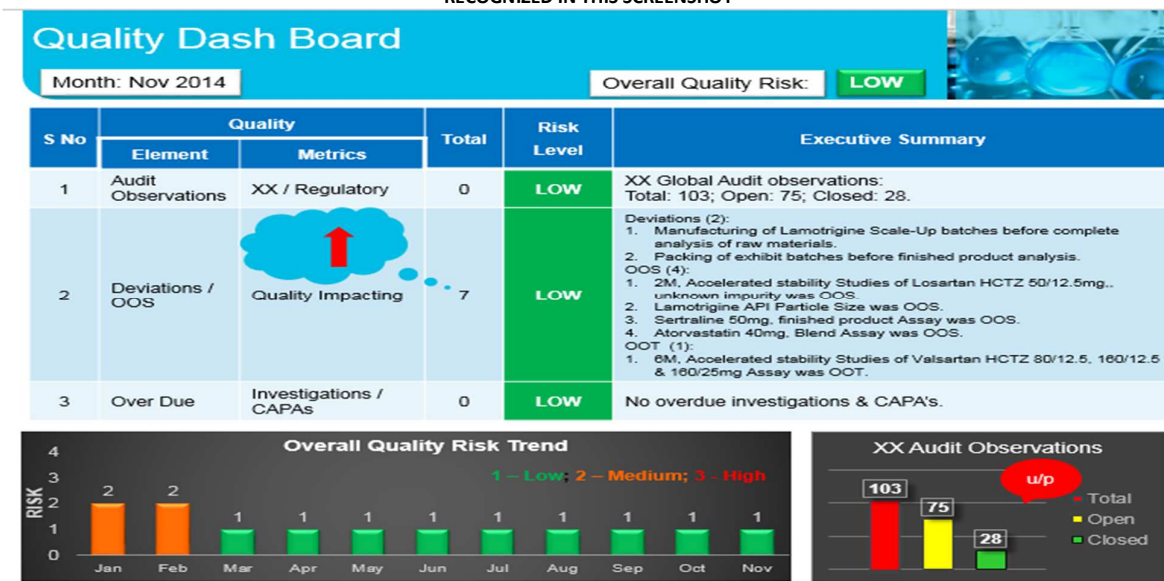 RECOGNIZED IN THIS SCREENSHOT
Quality Dash Board
Month: Nov 2014
Overall Quality Risk:
LOW
S No
Quality
Element
Metrics
Total
Risk
Level
Executive Summary
1
Audit
Observations
XX / Regulatory
0
LOW
XX Global Audit observations:
Total: 103; Open: 75; Closed: 28.
2
Deviations /
OOS
Quality Impacting
7
LOW
Deviations (2):
1. Manufacturing of Lamotrigine Scale-Up batches before complete
analysis of raw materials.
2. Packing of exhibit batches before finished product analysis.
OOS (4):
1. 2M, Accelerated stability Studies of Losartan HCTZ 50/12.5mg,,
unknown impurity was OOS.
2. Lamotrigine API Particle Size was OOS.
3. Sertraline 50mg, finished product Assay was OOS.
4. Atorvastatin 40mg, Blend Assay was OOS.
OOT (1):
1. 6M, Accelerated stability Studies of Valsartan HCTZ 80/12.5, 160/12.5
& 160/25mg Assay was OOT.
3
Over Due
Investigations /
CAPAs
0
LOW
No overdue investigations & CAPA's.
Overall Quality Risk Trend
1 – Low; 2 – Medium; 3 - High
RISK
4
3
2
1
0
2 2 1 1 1 1 1 1 1 1 1
Jan Feb Mar Apr May Jun Jul Aug Sep Oct Nov
XX Audit Observations
u/p
103
75
28
Total
Open
Closed